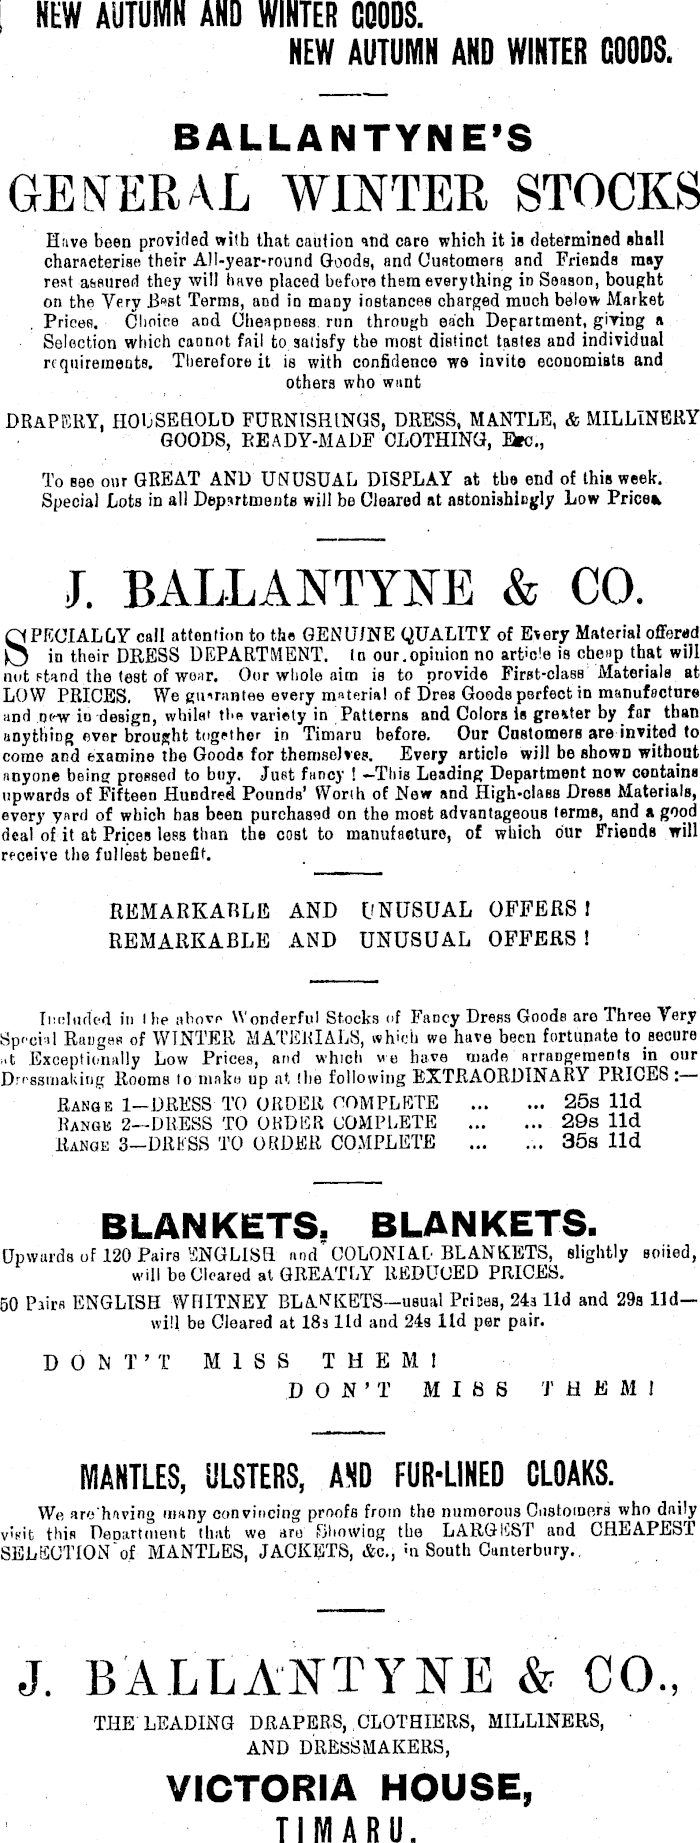 NEW AUTUMN AND WINTER GOODS.
NEW AUTUMN AND WINTER GOODS.
BALLANTYNE'S
GENERAL WINTER STOCKS
Have been provided with that caution and care which it is determined shall
characterise their All-year-round Goods, and Customers and Friends may
rest assured they will have placed before them everything in Season, bought
on the Very Best Terms, and in many instances charged much below Market
Prices. Choice and Cheapness run through each Department, giving a
Selection which cannot fail to satisfy the most distinct tastes and individual
requirements. Therefore it is with confidence we invite economists and
others who want
DRAPERY, HOUSEHOLD FURNISHINGS, DRESS, MANTLE, & MILLINERY
GOODS, READY-MADE CLOTHING, &c.,
To see our GREAT AND UNUSUAL DISPLAY at the end of this week.
Special Lots in all Departments will be Cleared at astonishingly Low Prices
J. BALLANTYNE & CO.
SPECIALLY call attention to the GENUINE QUALITY of Every Material offered
in their DRESS DEPARTMENT. In our opinion no article is cheap that will
not stand the test of wear. Our whole aim is to provide First-class Materials at
LOW PRICES. We guarantee every material of Dres Goods perfect in manufacture
and new in design, whilst the variety in Patterns and Colors is greater by far than
anything ever brought together in Timaru before. Our Customers are invited to
come and examine the Goods for themselves. Every article will be shown without
anyone being pressed to buy. Just fancy ! —This Leading Department now contains
upwards of Fifteen Hundred Pounds' Worth of New and High-class Dress Materials,
every yard of which has been purchased on the most advantageous terms, and a good
deal of it at Prices less than the cost to manufacture, of which our Friends will
receive the fullest benefit.
REMARKABLE AND UNUSUAL OFFERS !
REMARKABLE AND UNUSUAL OFFERS !
Included in the above Wonderful Stocks of Fancy Dress Goods are Three Very
Special Ranges of WINTER MATERIALS, which we have been fortunate to secure
at Exceptionally Low Prices, and which we have made arrangements in our
Dressmaking Rooms to make up at the following EXTRAORDINARY PRICES :—
RANGE 1—DRESS TO ORDER COMPLETE ... ... 25s 11d
RANGE 2—DRESS TO ORDER COMPLETE ... ... 29s 11d
RANGE 3—DRESS TO ORDER COMPLETE ... ... 35s 11d
BLANKETS, BLANKETS.
Upwards of 120 Pairs ENGLISH and COLONIAL BLANKETS, slightly soiled,
will be Cleared at GREATLY REDUCED PRICES.
50 Pairs ENGLISH WHITNEY BLANKETS—usual Prices, 24s 11d and 29s 11d—
will be Cleared at 18s 11d and 24s 11d per pair.
DONT'T MISS THEM!
DON'T MISS THEM!
MANTLES, ULSTERS, AND FUR-LINED CLOAKS.
We are having many convincing proofs from the numerous Customers who daily
visit this Department that we are Showing the LARGEST and CHEAPEST
SELECTION of MANTLES, JACKETS, &c., in South Canterbury.
J. BALLANTYNE & CO.,
THE LEADING DRAPERS, CLOTHIERS, MILLINERS,
AND DRESSMAKERS,
VICTORIA HOUSE,
TIMARU.